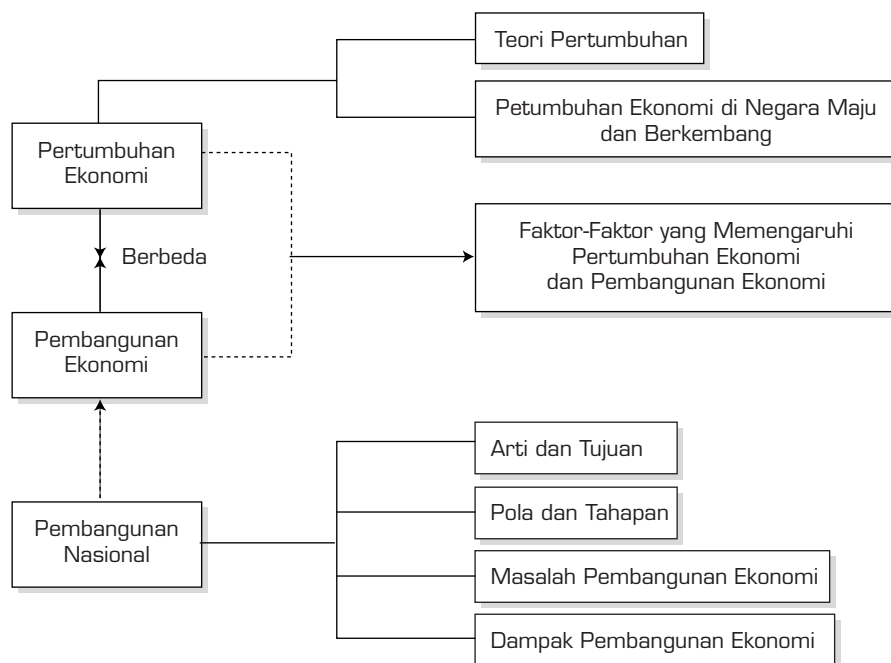 Teori Pertumbuhan
Petumbuhan Ekonomi di Negara Maju
dan Berkembang
Pertumbuhan
Ekonomi
Faktor-Faktor yang Memengaruhi
Pertumbuhan Ekonomi
dan Pembangunan Ekonomi
Berbeda
Pembangunan
Ekonomi
Arti dan Tujuan
Pola dan Tahapan
Pembangunan
Nasional
Masalah Pembangunan Ekonomi
Dampak Pembangunan Ekonomi